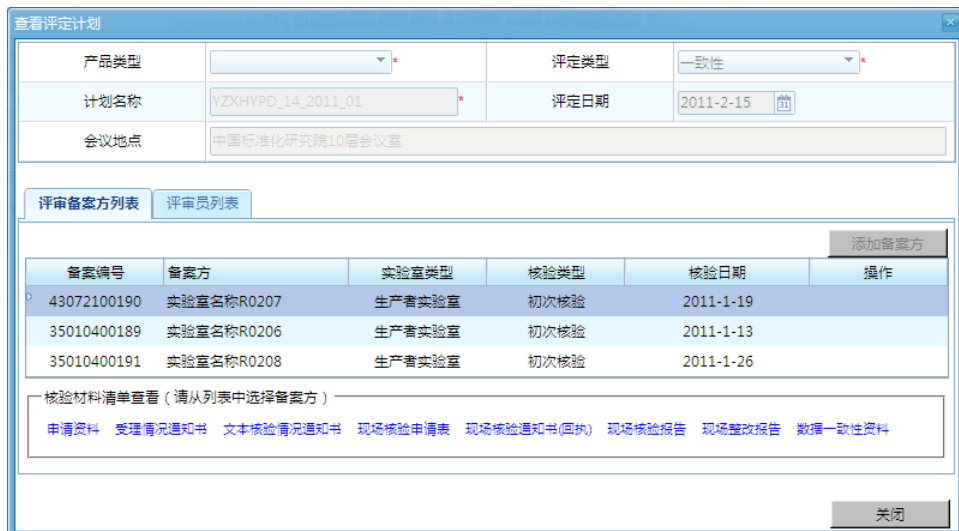 查看评定计划
产品类型 * 评定类型 一致性 *
计划名称 YZXHYPD_14_2011_01 * 评定日期 2011-2-15 31
会议地点 中国标准化研究院10层会议室
评审备案方列表 评审员列表
添加备案方
备案编号 备案方 实验室类型 核验类型 核验日期 操作
43072100190 实验室名称R0207 生产者实验室 初次核验 2011-1-19
35010400189 实验室名称R0206 生产者实验室 初次核验 2011-1-13
35010400191 实验室名称R0208 生产者实验室 初次核验 2011-1-26
核验材料清单查看(请从列表中选择备案方)
申请资料 受理情况通知书 文本核验情况通知书 现场核验申请表 现场核验通知书(回执) 现场核验报告 现场整改报告 数据一致性资料
关闭